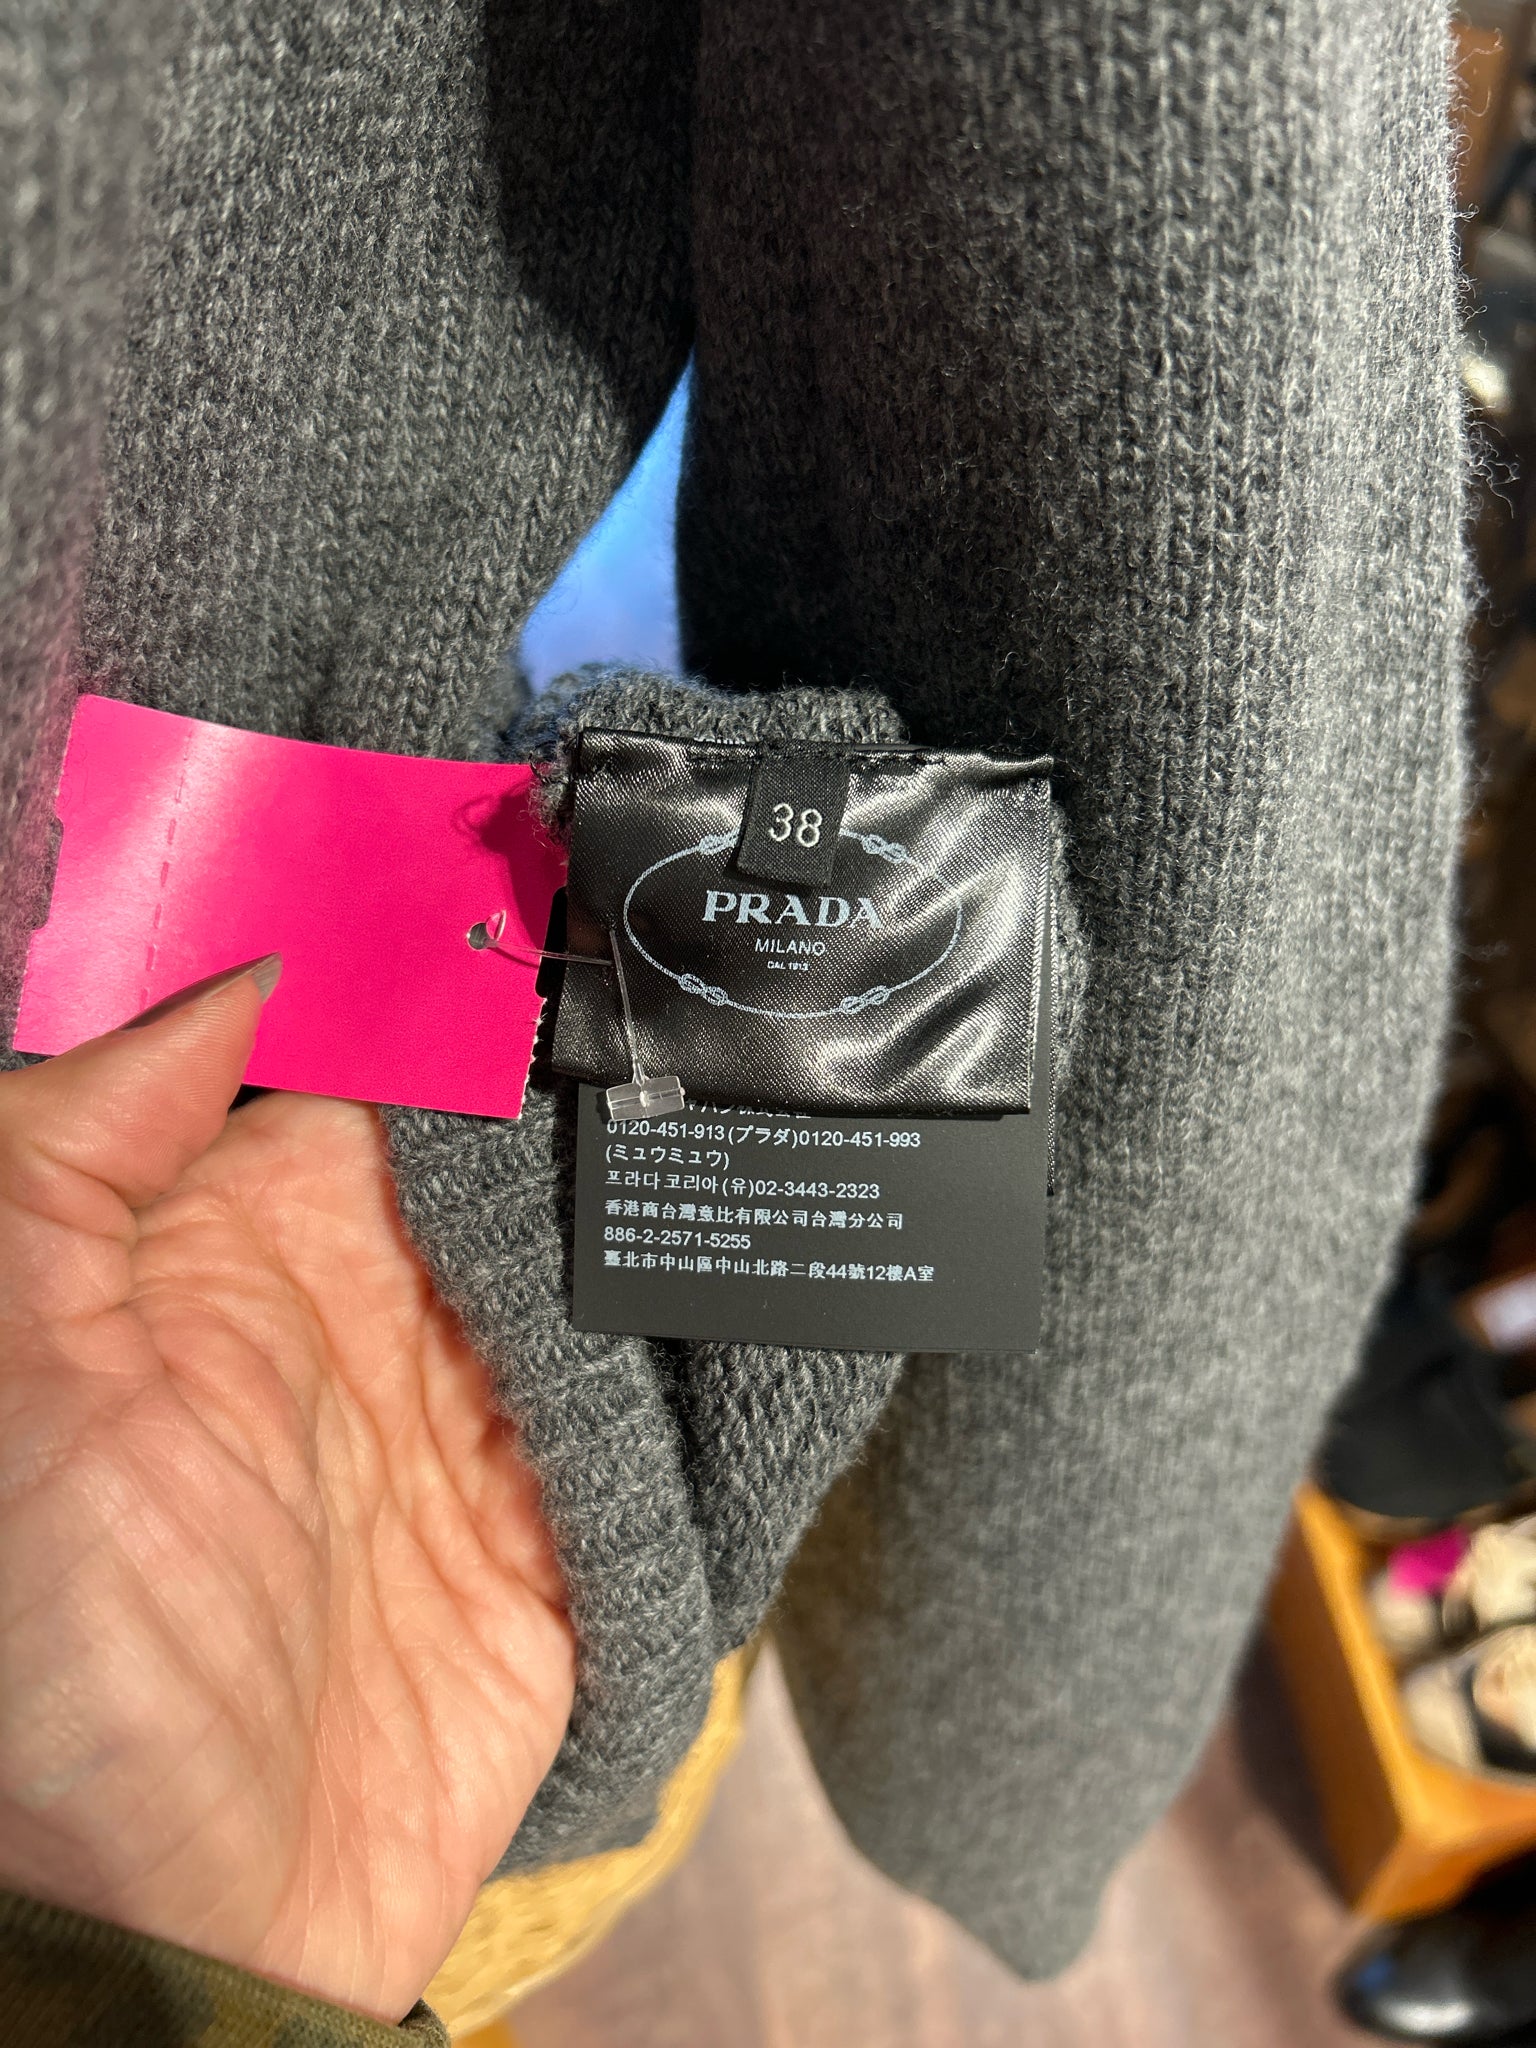 38
PRADA
MILANO
DAL 1913
0120-451-913(プラダ)0120-451-993
(ミュウミュウ)
프라다 코리아(유)02-3443-2323
香港商台灣意比有限公司台灣分公司
886-2-2571-5255
臺北市中山區中山北路二段44號12樓A室